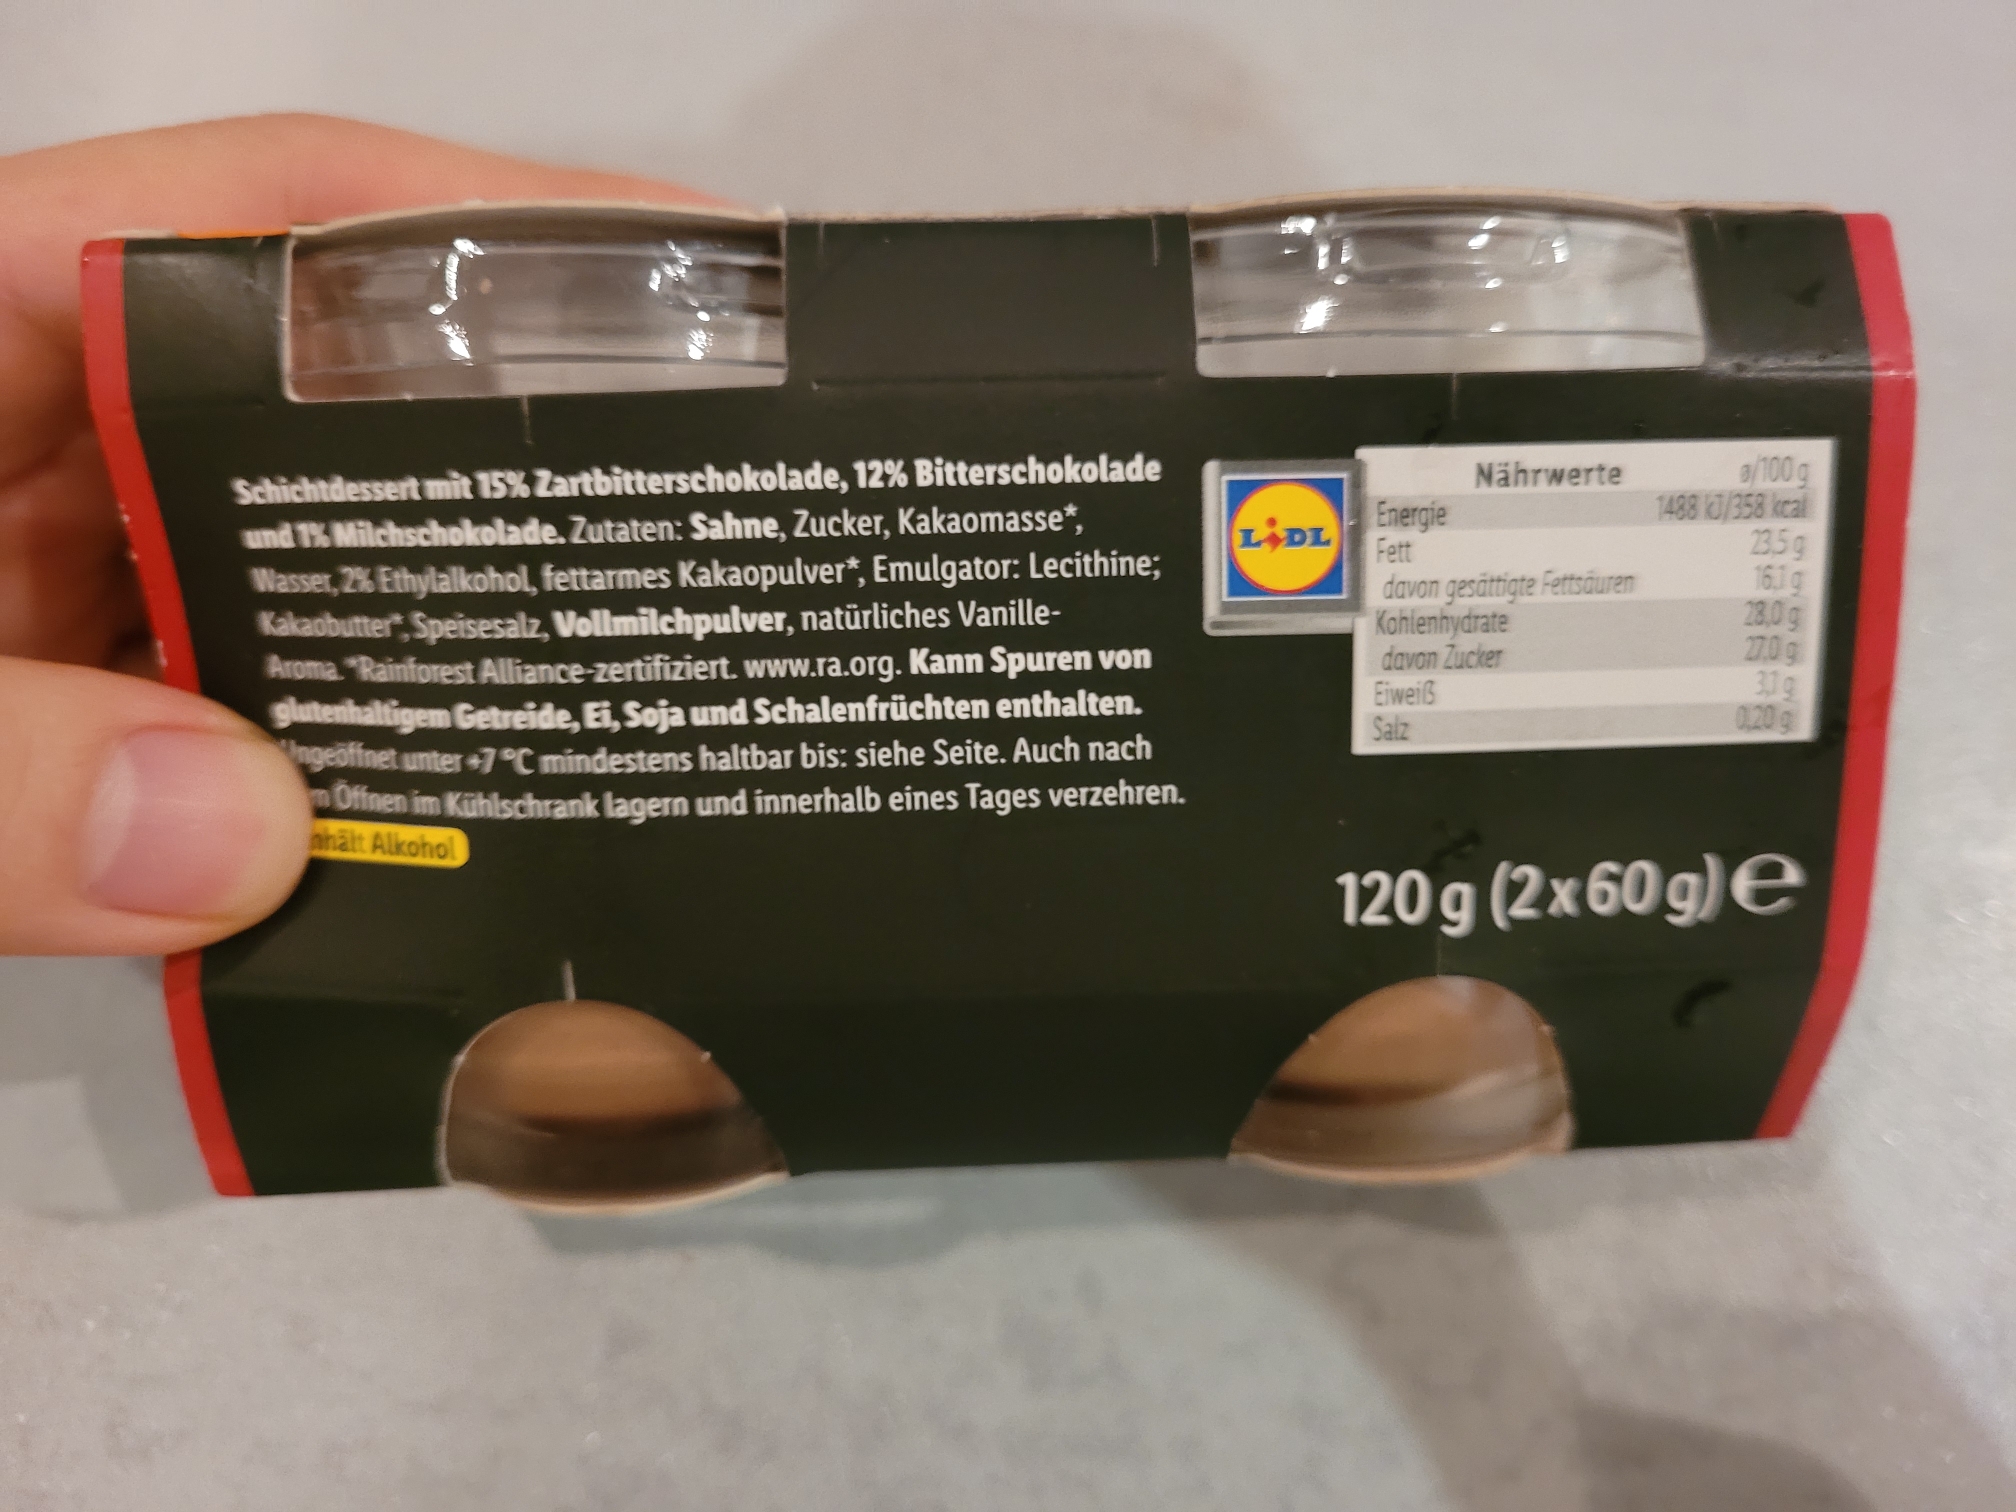 Schichtdessert mit 15% Zartbitterschokolade, 12% Bitterschokolade
und 1% Milchschokolade. Zutaten: Sahne, Zucker, Kakaomasse*,
Wasser, 2% Ethylalkohol, fettarmes Kakaopulver*, Emulgator: Lecithine;
Kakaobutter*, Speisesalz, Vollmilchpulver, natürliches Vanille-
Aroma. *Rainforest Alliance-zertifiziert. www.ra.org. Kann Spuren von
glutenhaltigem Getreide, Ei, Soja und Schalenfrüchten enthalten.
Ungeöffnet unter +7 °C mindestens haltbar bis: siehe Seite. Auch nach
Öffnen im Kühlschrank lagern und innerhalb eines Tages verzehren.
Alkohol
LIDL
Nährwerte ø/100 g
Energie 1488 kJ/358 kcal
Fett 23,5 g
davon gesättigte Fettsäuren 16,1 g
Kohlenhydrate 28,0 g
davon Zucker 27,0 g
Eiweiß 3,1 g
Salz 0,20 g
120 g (2 x 60 g) e